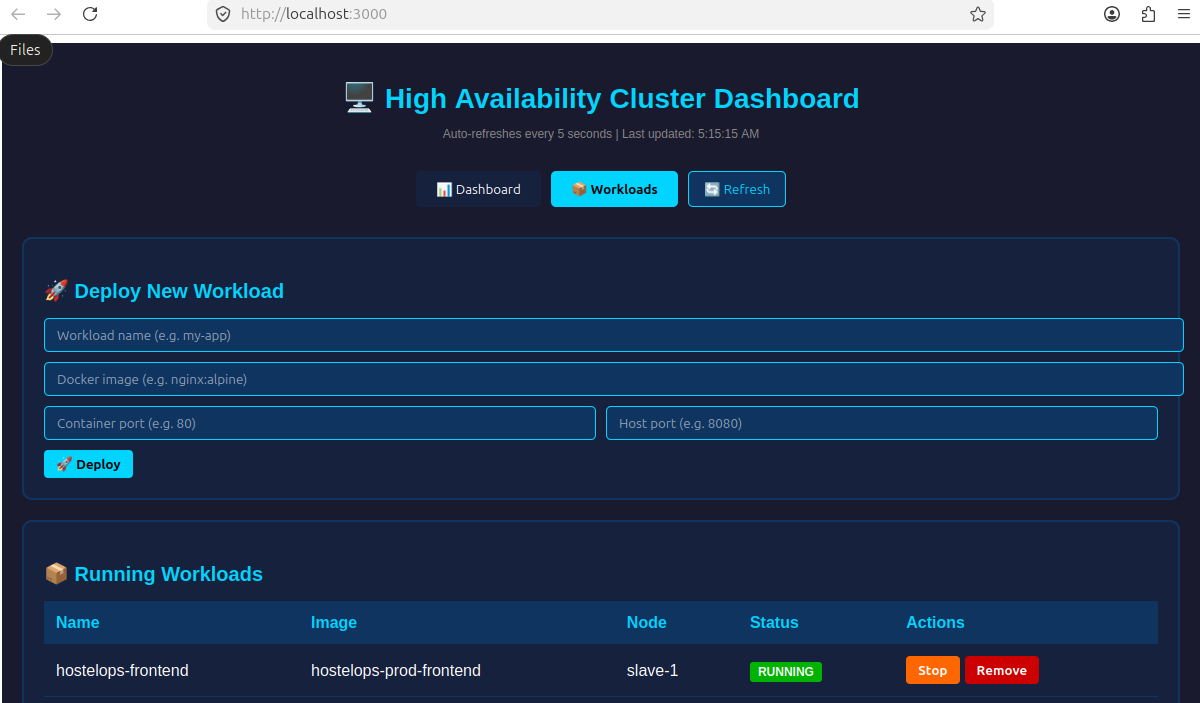 http://localhost:3000
Files
High Availability Cluster Dashboard
Auto-refreshes every 5 seconds | Last updated: 5:15:15 AM
Dashboard
Workloads
Refresh
Deploy New Workload
Workload name (e.g. my-app)
Docker image (e.g. nginx:alpine)
Container port (e.g. 80)
Host port (e.g. 8080)
Deploy
Running Workloads
Name Image Node Status Actions
hostelops-frontend hostelops-prod-frontend slave-1 RUNNING Stop Remove